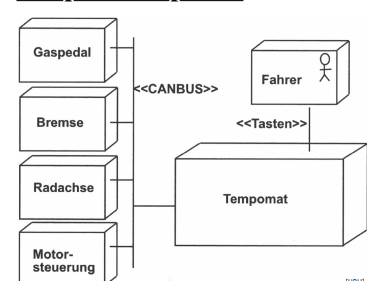 Gaspedal
<<CANBUS>>
Fahrer
Bremse
<<Tasten>>
Radachse
Tempomat
Motor-
steuerung